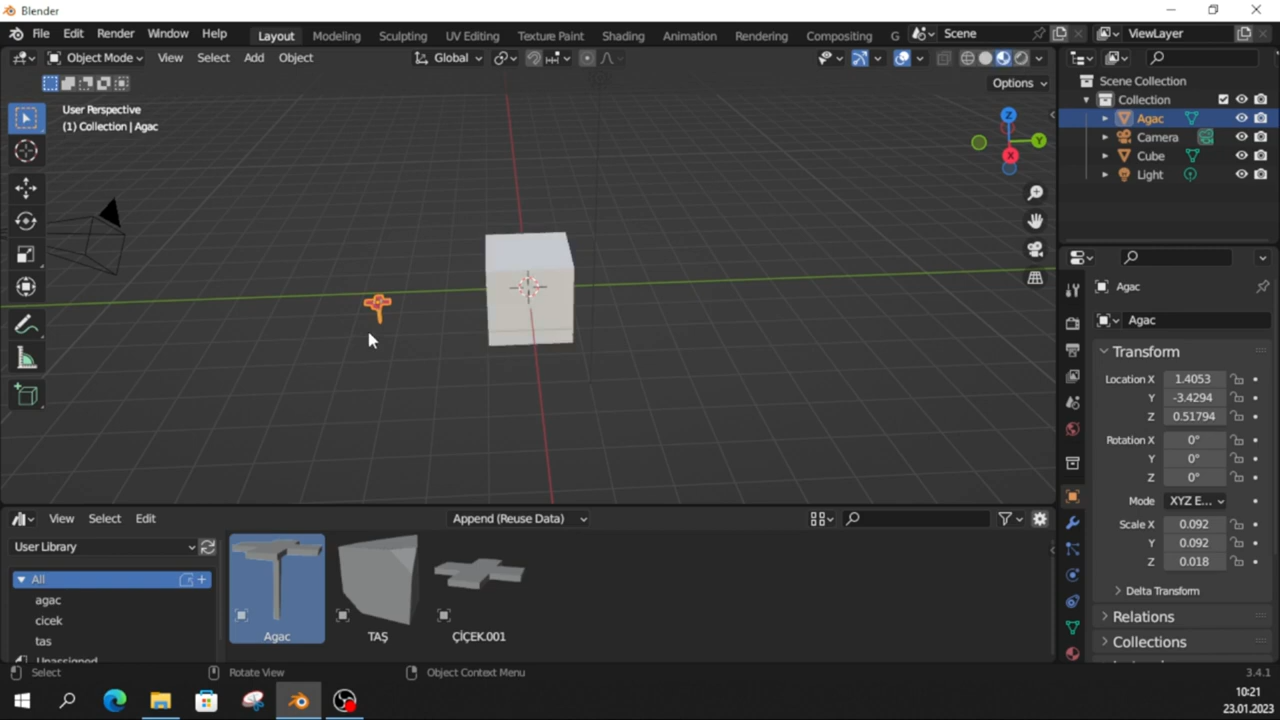 Blender
File Edit Render Window Help
Layout Modeling Sculpting UV Editing Texture Paint Shading Animation Rendering Compositing G
Scene
ViewLayer
Object Mode View Select Add Object
Global
Options
User Perspective
(1) Collection | Agac
Z
Y
X
Scene Collection
Collection
Agac
Camera
Cube
Light
Agac
Agac
Transform
Location X 1.4053
Y -3.4294
Z 0.51794
Rotation X 0°
Y 0°
Z 0°
Mode XYZ E...
Scale X 0.092
Y 0.092
Z 0.018
Delta Transform
Relations
Collections
View Select Edit
Append (Reuse Data)
User Library
All
agac
cicek
tas
Unassigned
Agac
TAŞ
ÇİÇEK.001
Select
Rotate View
Object Context Menu
3.4.1
10:21
23.01.2023